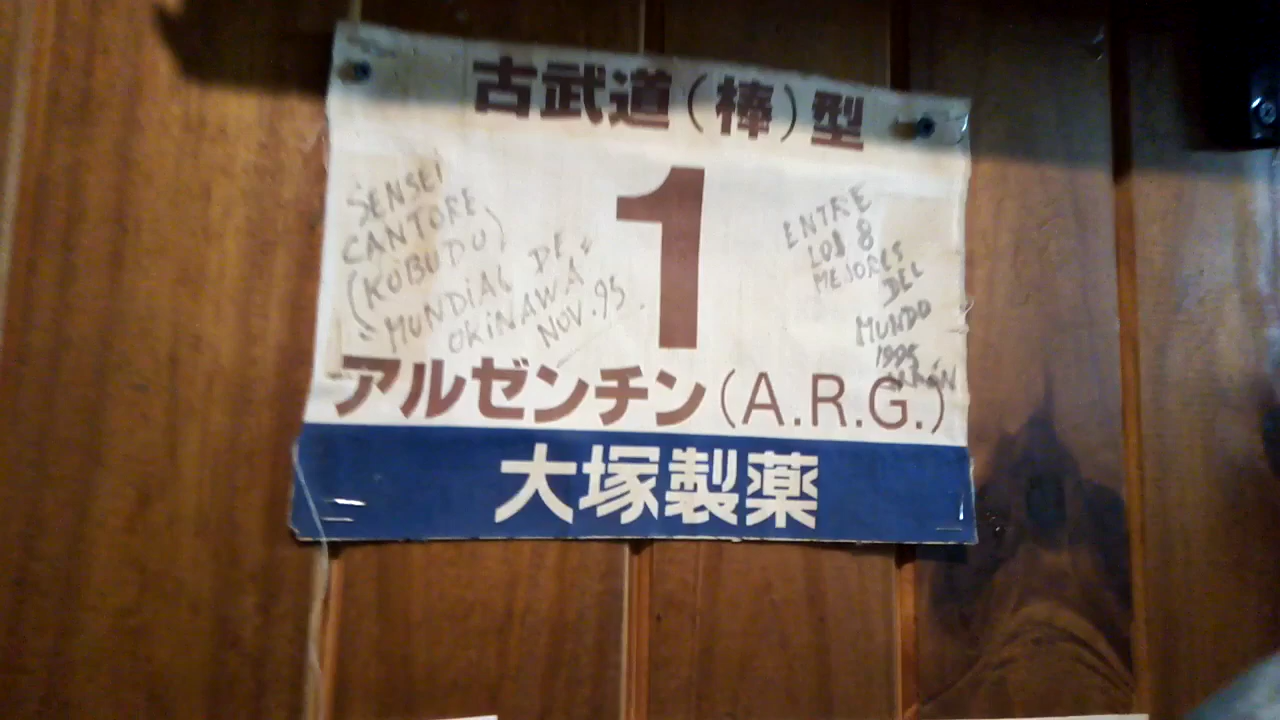 古武道(棒)型
1
SENSEI
CANTORE
(KOBUDO)
"MUNDIAL DE"
OKINAWA
NOV. 95.
ENTRE
LOS 8
MEJORES
DEL
MUNDO
1995
アルゼンチン(A.R.G.)
大塚製薬